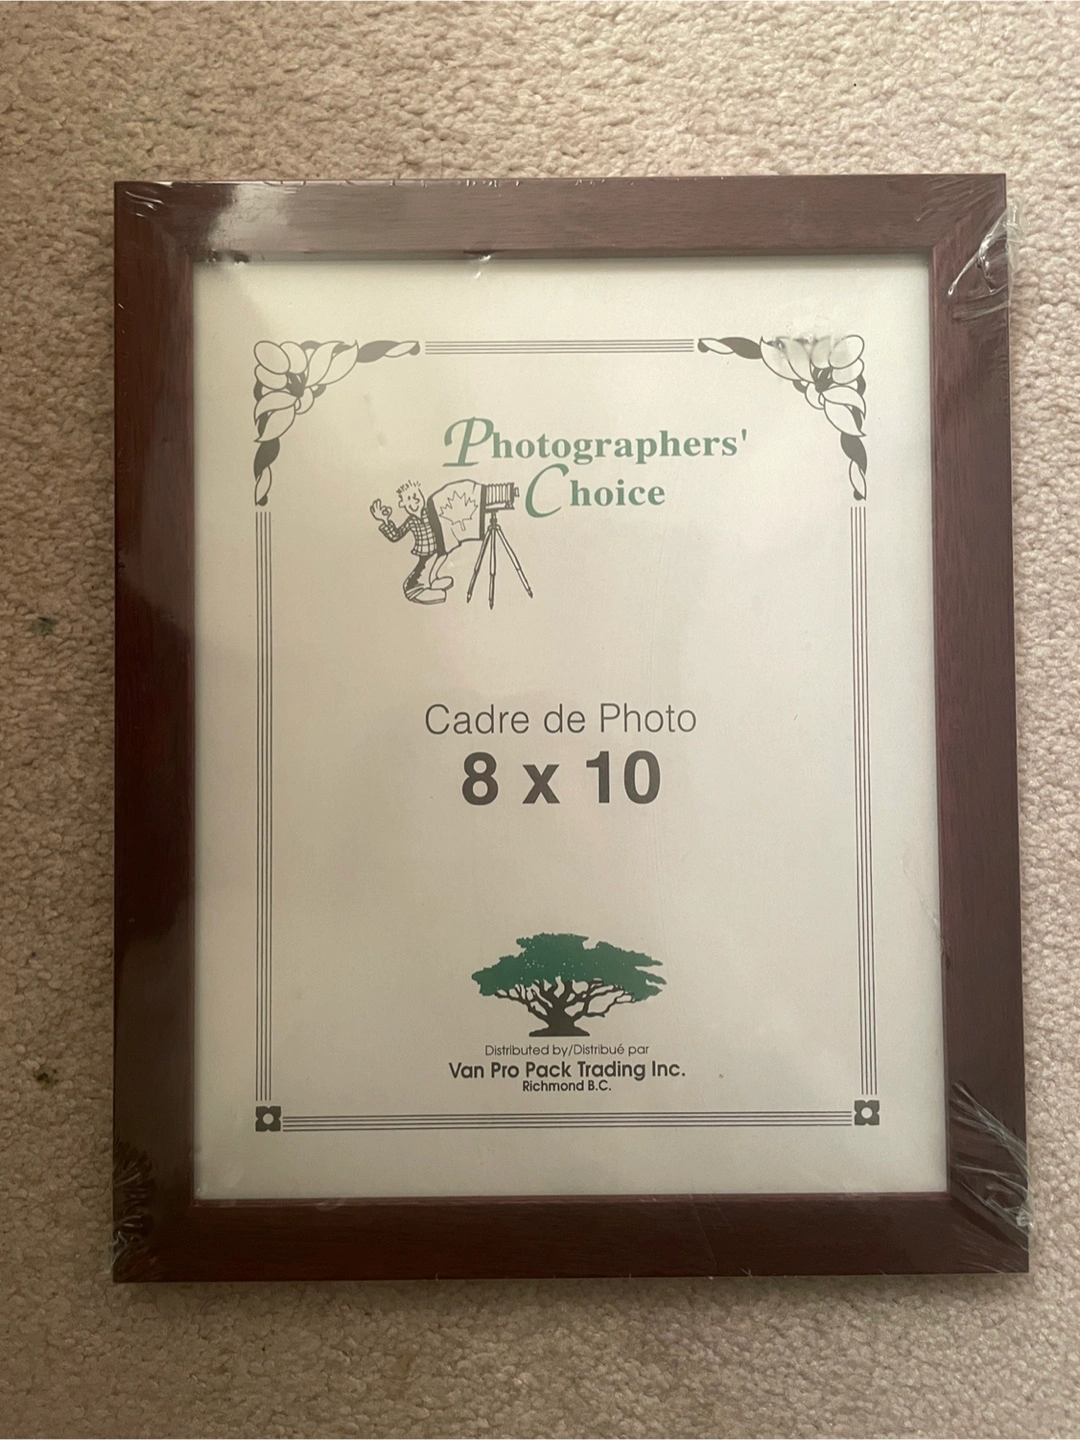 Photographers'
Choice
Cadre de Photo
8 x 10
Distributed by/Distribué par
Van Pro Pack Trading Inc.
Richmond B.C.